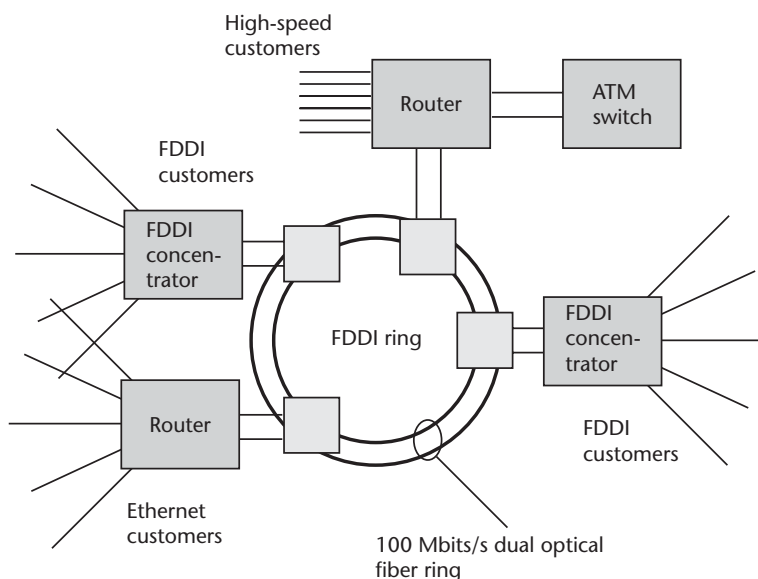 High-speed
customers
Router
ATM
switch
FDDI
customers
FDDI
concen-
trator
FDDI ring
FDDI
concen-
trator
Router
FDDI
customers
Ethernet
customers
100 Mbits/s dual optical
fiber ring